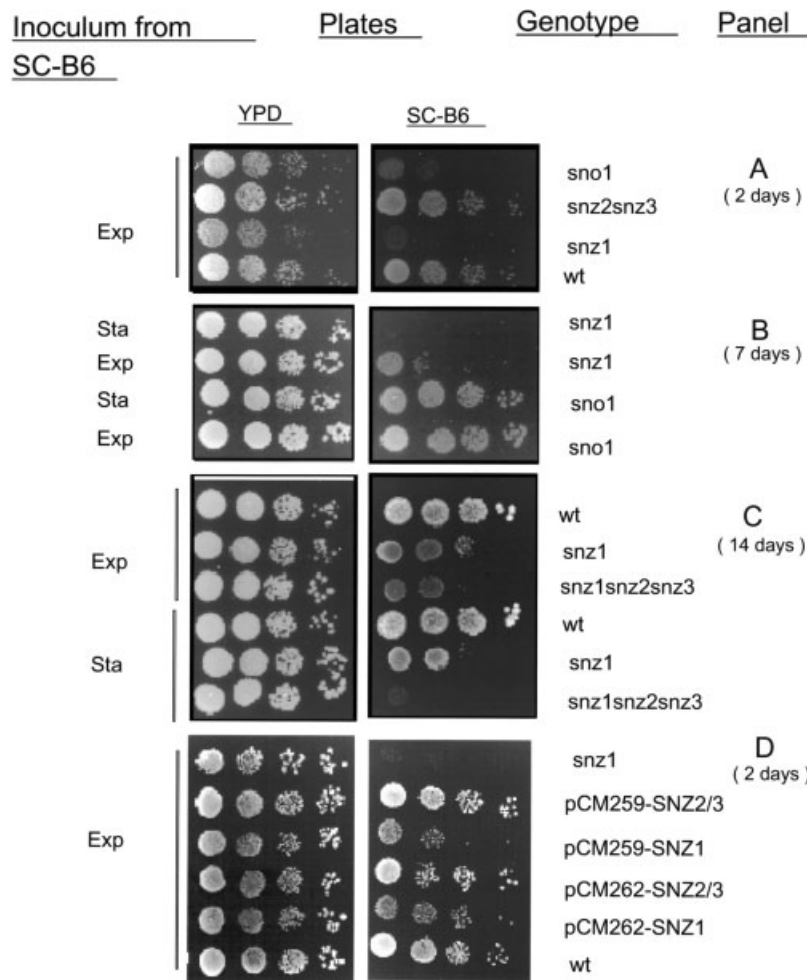 Inoculum from Plates Genotype Panel
SC-B6
YPD SC-B6
sno1
A
snz2snz3
( 2 days )
Exp
snz1
wt
Sta snz1
B
Exp snz1
( 7 days )
Sta sno1
Exp sno1
wt
C
snz1
( 14 days )
Exp
snz1snz2snz3
wt
Sta
snz1
snz1snz2snz3
D
snz1
( 2 days )
pCM259-SNZ2/3
Exp
pCM259-SNZ1
pCM262-SNZ2/3
pCM262-SNZ1
wt